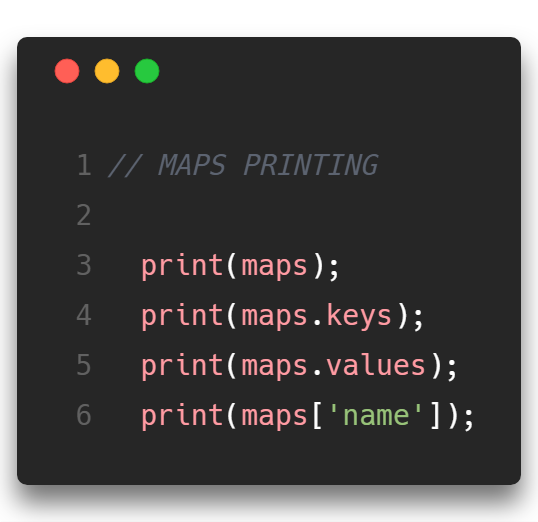 1 // MAPS PRINTING
2
3 print(maps);
4 print(maps.keys);
5 print(maps.values);
6 print(maps['name']);